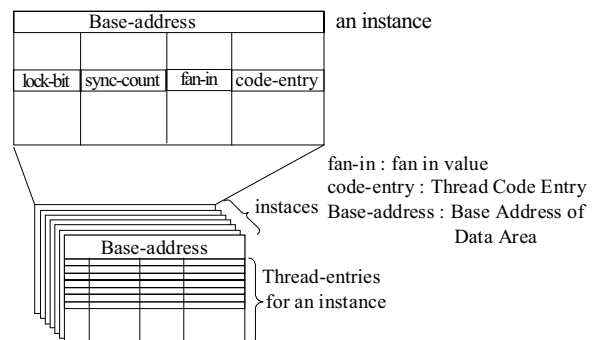 Base-address
an instance
lock-bit sync-count fan-in code-entry
fan-in : fan in value
code-entry : Thread Code Entry
Base-address : Base Address of
Data Area
instaces
Base-address
Thread-entries
for an instance